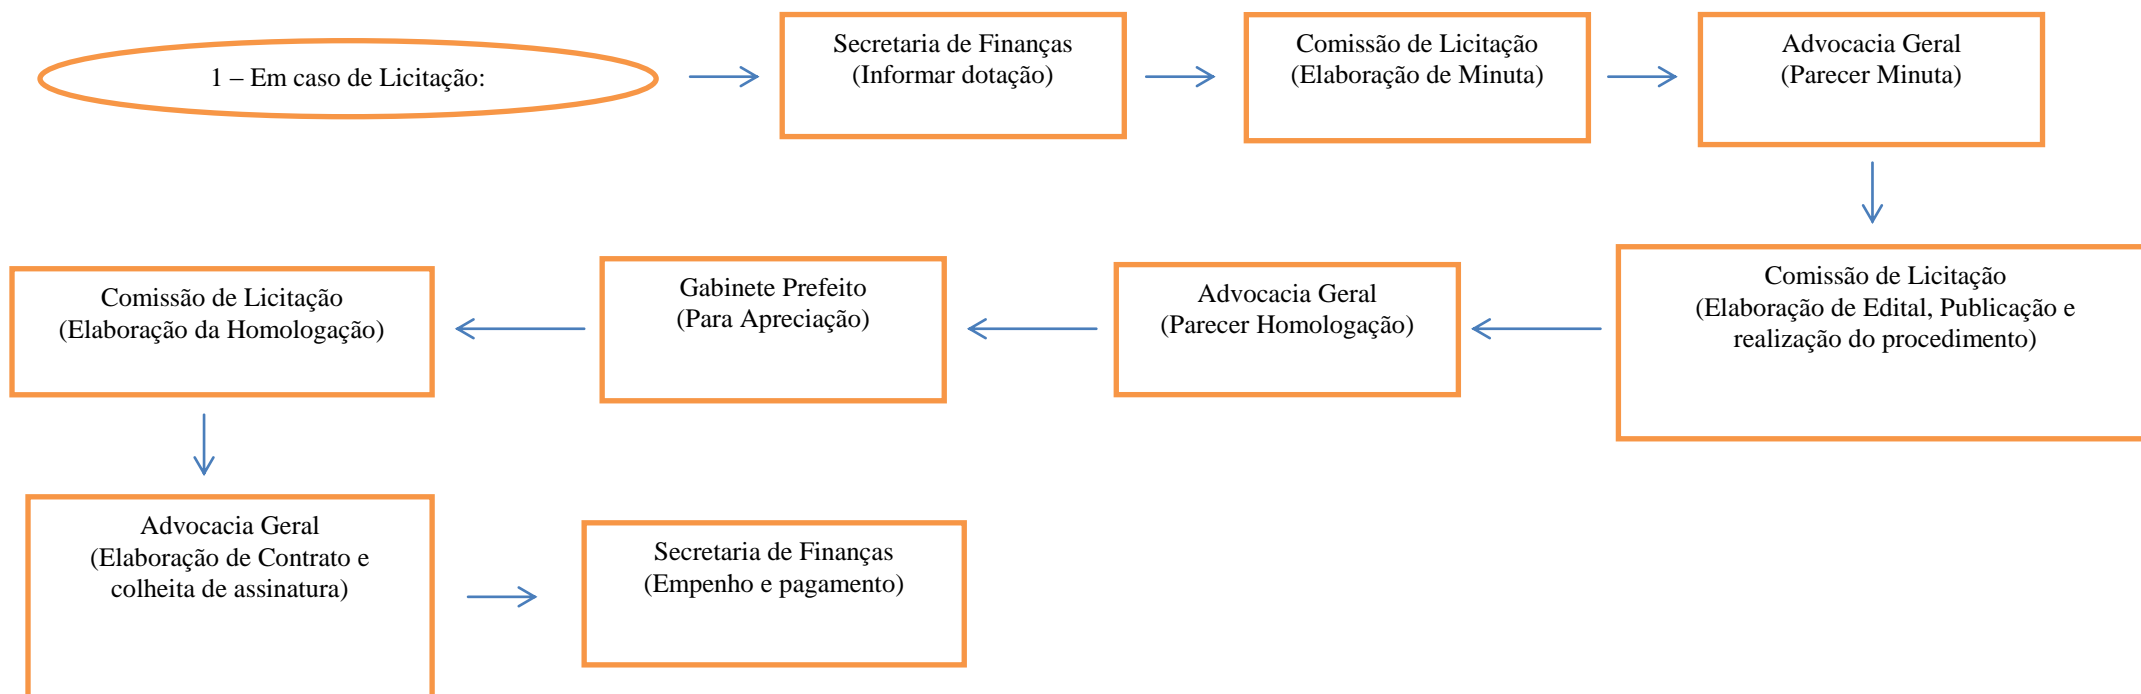 1 – Em caso de Licitação:
Secretaria de Finanças
(Informar dotação)
Comissão de Licitação
(Elaboração de Minuta)
Advocacia Geral
(Parecer Minuta)
Comissão de Licitação
(Elaboração de Edital, Publicação e
realização do procedimento)
Advocacia Geral
(Parecer Homologação)
Gabinete Prefeito
(Para Apreciação)
Comissão de Licitação
(Elaboração da Homologação)
Advocacia Geral
(Elaboração de Contrato e
colheita de assinatura)
Secretaria de Finanças
(Empenho e pagamento)